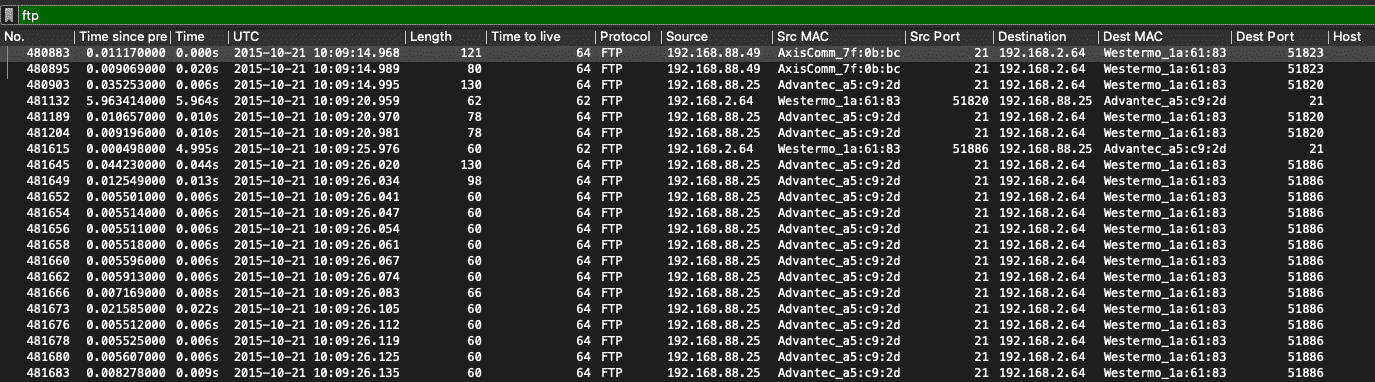 ftp
No. Time since pre Time UTC Length Time to live Protocol Source Src MAC Src Port Destination Dest MAC Dest Port Host
480883 0.011170000 0.000s 2015-10-21 10:09:14.968 121 64 FTP 192.168.88.49 AxisComm_7f:0b:bc 21 192.168.2.64 Westermo_1a:61:83 51823
480895 0.009069000 0.020s 2015-10-21 10:09:14.989 80 64 FTP 192.168.88.49 AxisComm_7f:0b:bc 21 192.168.2.64 Westermo_1a:61:83 51823
480903 0.035253000 0.006s 2015-10-21 10:09:14.995 130 64 FTP 192.168.88.25 Advantec_a5:c9:2d 21 192.168.2.64 Westermo_1a:61:83 51820
481132 5.963414000 5.964s 2015-10-21 10:09:20.959 62 62 FTP 192.168.2.64 Westermo_1a:61:83 51820 192.168.88.25 Advantec_a5:c9:2d 21
481189 0.010657000 0.010s 2015-10-21 10:09:20.970 78 64 FTP 192.168.88.25 Advantec_a5:c9:2d 21 192.168.2.64 Westermo_1a:61:83 51820
481204 0.009196000 0.010s 2015-10-21 10:09:20.981 78 64 FTP 192.168.88.25 Advantec_a5:c9:2d 21 192.168.2.64 Westermo_1a:61:83 51820
481615 0.000498000 4.995s 2015-10-21 10:09:25.976 60 62 FTP 192.168.2.64 Westermo_1a:61:83 51886 192.168.88.25 Advantec_a5:c9:2d 21
481645 0.044230000 0.044s 2015-10-21 10:09:26.020 130 64 FTP 192.168.88.25 Advantec_a5:c9:2d 21 192.168.2.64 Westermo_1a:61:83 51886
481649 0.012549000 0.013s 2015-10-21 10:09:26.034 98 64 FTP 192.168.88.25 Advantec_a5:c9:2d 21 192.168.2.64 Westermo_1a:61:83 51886
481652 0.005501000 0.006s 2015-10-21 10:09:26.041 60 64 FTP 192.168.88.25 Advantec_a5:c9:2d 21 192.168.2.64 Westermo_1a:61:83 51886
481654 0.005514000 0.006s 2015-10-21 10:09:26.047 60 64 FTP 192.168.88.25 Advantec_a5:c9:2d 21 192.168.2.64 Westermo_1a:61:83 51886
481656 0.005511000 0.006s 2015-10-21 10:09:26.054 60 64 FTP 192.168.88.25 Advantec_a5:c9:2d 21 192.168.2.64 Westermo_1a:61:83 51886
481658 0.005518000 0.006s 2015-10-21 10:09:26.061 60 64 FTP 192.168.88.25 Advantec_a5:c9:2d 21 192.168.2.64 Westermo_1a:61:83 51886
481660 0.005596000 0.006s 2015-10-21 10:09:26.067 60 64 FTP 192.168.88.25 Advantec_a5:c9:2d 21 192.168.2.64 Westermo_1a:61:83 51886
481662 0.005913000 0.006s 2015-10-21 10:09:26.074 60 64 FTP 192.168.88.25 Advantec_a5:c9:2d 21 192.168.2.64 Westermo_1a:61:83 51886
481666 0.007169000 0.008s 2015-10-21 10:09:26.083 66 64 FTP 192.168.88.25 Advantec_a5:c9:2d 21 192.168.2.64 Westermo_1a:61:83 51886
481673 0.021585000 0.022s 2015-10-21 10:09:26.105 60 64 FTP 192.168.88.25 Advantec_a5:c9:2d 21 192.168.2.64 Westermo_1a:61:83 51886
481676 0.005512000 0.006s 2015-10-21 10:09:26.112 60 64 FTP 192.168.88.25 Advantec_a5:c9:2d 21 192.168.2.64 Westermo_1a:61:83 51886
481678 0.005525000 0.006s 2015-10-21 10:09:26.119 60 64 FTP 192.168.88.25 Advantec_a5:c9:2d 21 192.168.2.64 Westermo_1a:61:83 51886
481680 0.005607000 0.006s 2015-10-21 10:09:26.125 60 64 FTP 192.168.88.25 Advantec_a5:c9:2d 21 192.168.2.64 Westermo_1a:61:83 51886
481683 0.008278000 0.009s 2015-10-21 10:09:26.135 60 64 FTP 192.168.88.25 Advantec_a5:c9:2d 21 192.168.2.64 Westermo_1a:61:83 51886